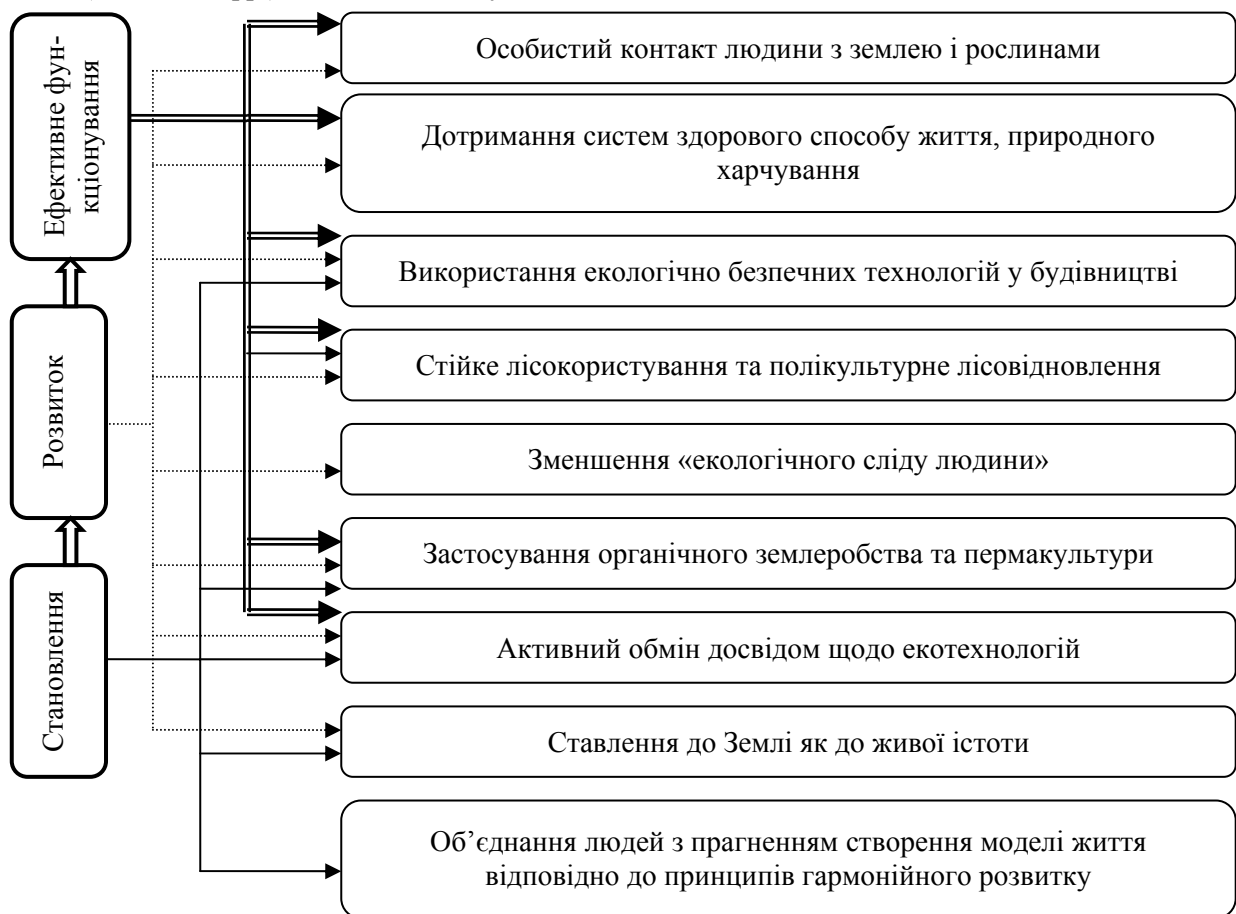 Ефективне фун-
кціонування
Розвиток
Становлення
Особистий контакт людини з землею і рослинами
Дотримання систем здорового способу життя, природного
харчування
Використання екологічно безпечних технологій у будівництві
Стійке лісокористування та полікультурне лісовідновлення
Зменшення «екологічного сліду людини»
Застосування органічного землеробства та пермакультури
Активний обмін досвідом щодо екотехнологій
Ставлення до Землі як до живої істоти
Об’єднання людей з прагненням створення моделі життя
відповідно до принципів гармонійного розвитку